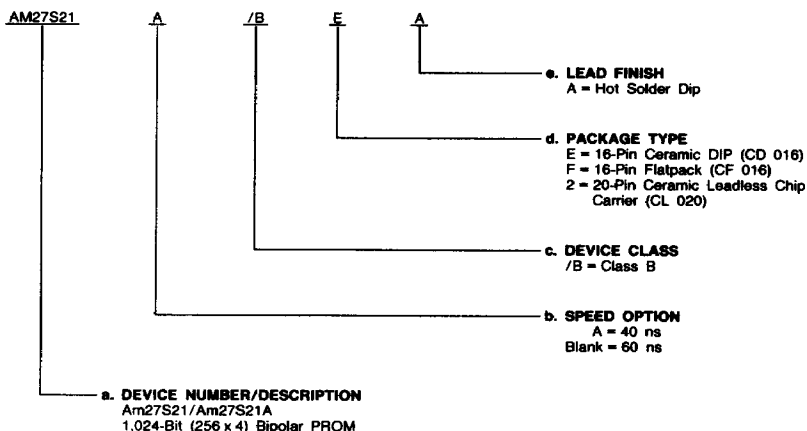 AM27S21 A /B E A
e. LEAD FINISH
A = Hot Solder Dip
d. PACKAGE TYPE
E = 16-Pin Ceramic DIP (CD 016)
F = 16-Pin Flatpack (CF 016)
2 = 20-Pin Ceramic Leadless Chip
Carrier (CL 020)
c. DEVICE CLASS
/B = Class B
b. SPEED OPTION
A = 40 ns
Blank = 60 ns
a. DEVICE NUMBER/DESCRIPTION
Am27S21/Am27S21A
1,024-Bit (256 x 4) Bipolar PROM